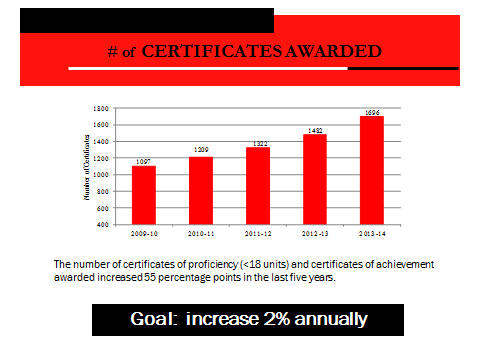 # of CERTIFICATES AWARDED
Number of Certificates
1800
1600
1400
1200
1000
800
600
400
1097
1209
1322
1482
1696
2009-10 2010-11 2011-12 2012-13 2013-14
The number of certificates of proficiency (<18 units) and certificates of achievement
awarded increased 55 percentage points in the last five years.
Goal: increase 2% annually